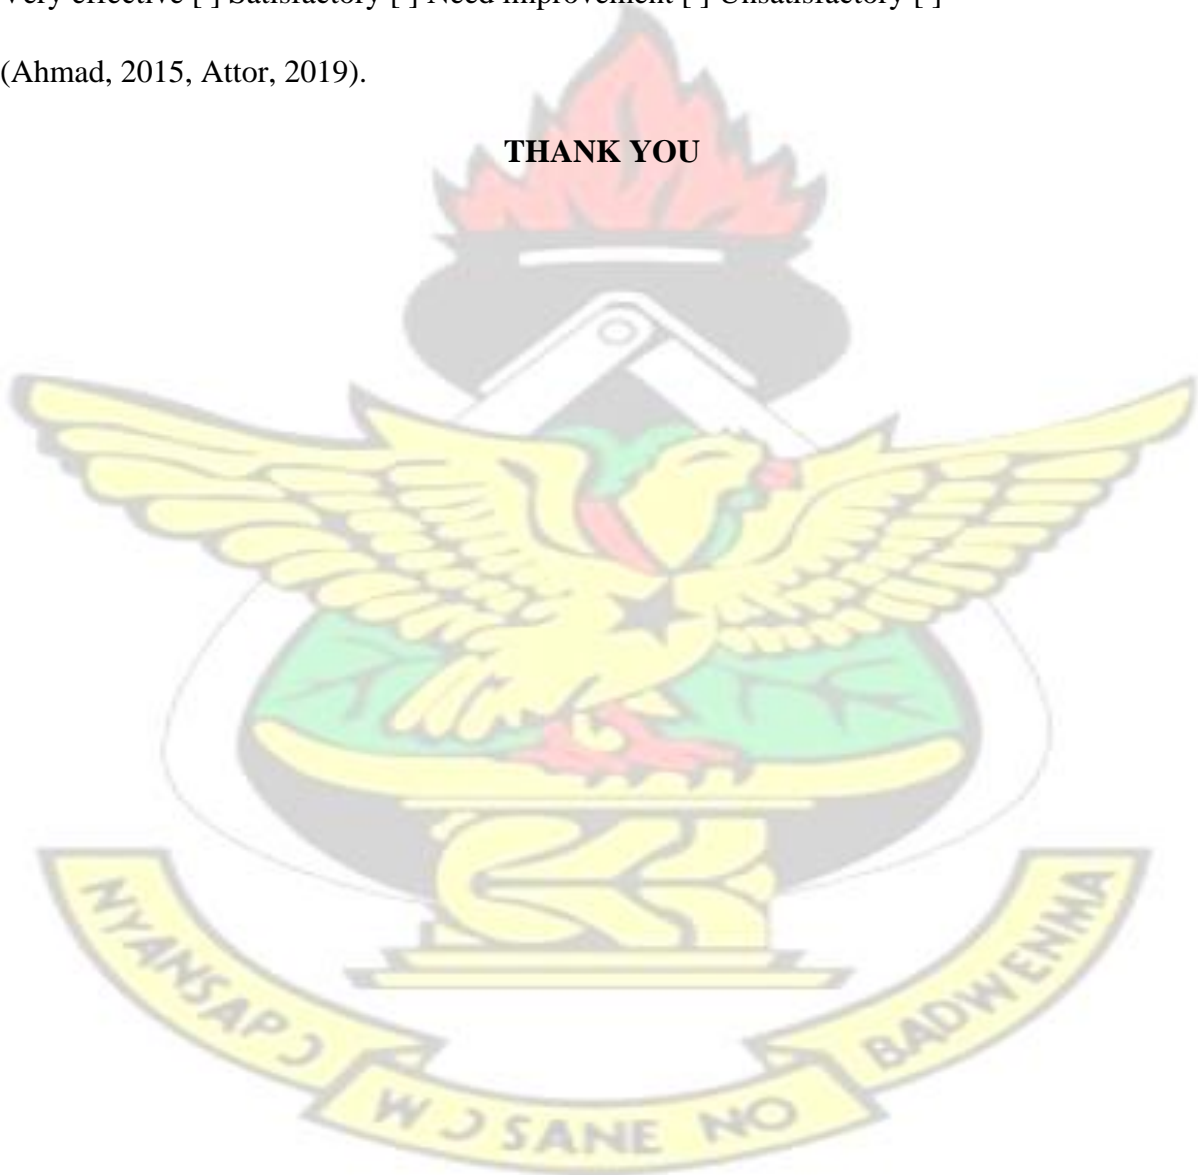 Very effective [ ] Satisfactory [ ] Need Improvement [ ] Unsatisfactory [ ]
(Ahmad, 2015, Attor, 2019).
THANK YOU
NYANSAPƆ
WƆSANE NO
BADWENMA